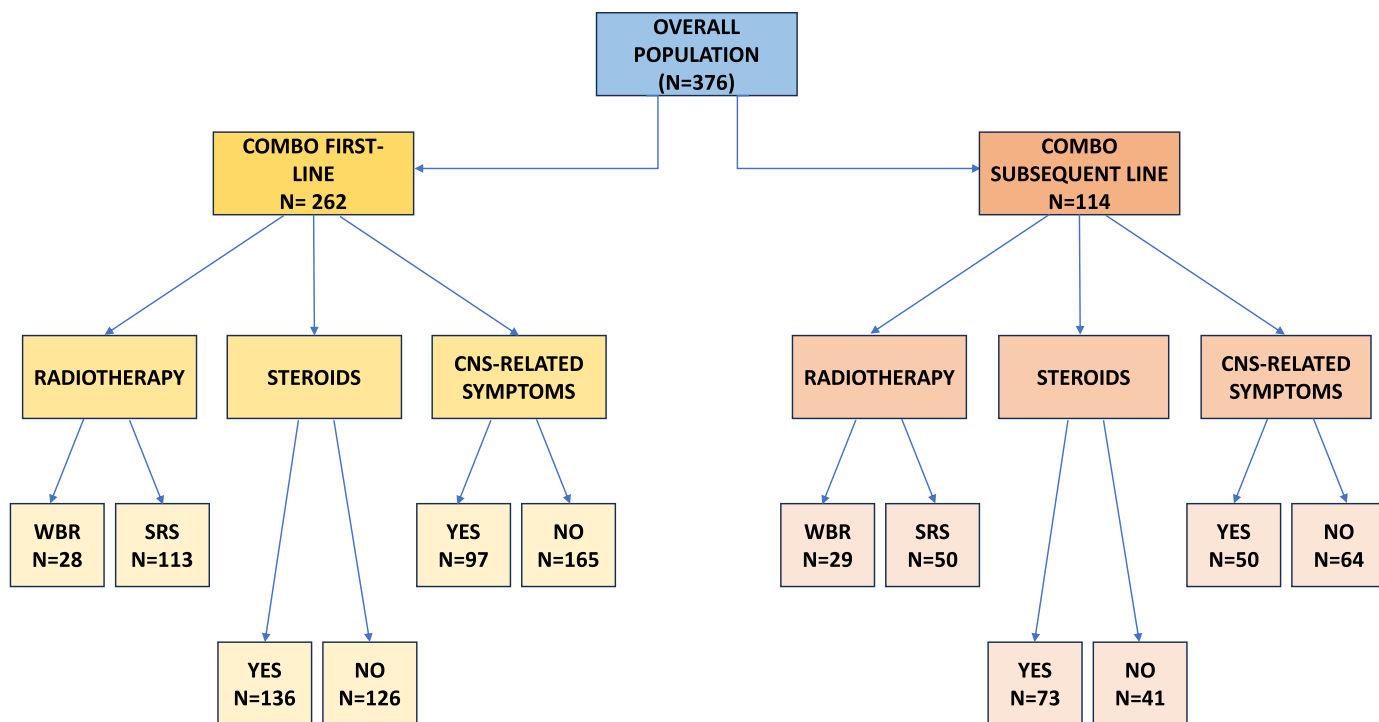 OVERALL
POPULATION
(N=376)
COMBO FIRST-
LINE
N= 262
COMBO
SUBSEQUENT LINE
N=114
RADIOTHERAPY
STEROIDS
CNS-RELATED
SYMPTOMS
RADIOTHERAPY
STEROIDS
CNS-RELATED
SYMPTOMS
WBR
N=28
SRS
N=113
YES
N=97
NO
N=165
WBR
N=29
SRS
N=50
YES
N=50
NO
N=64
YES
N=136
NO
N=126
YES
N=73
NO
N=41